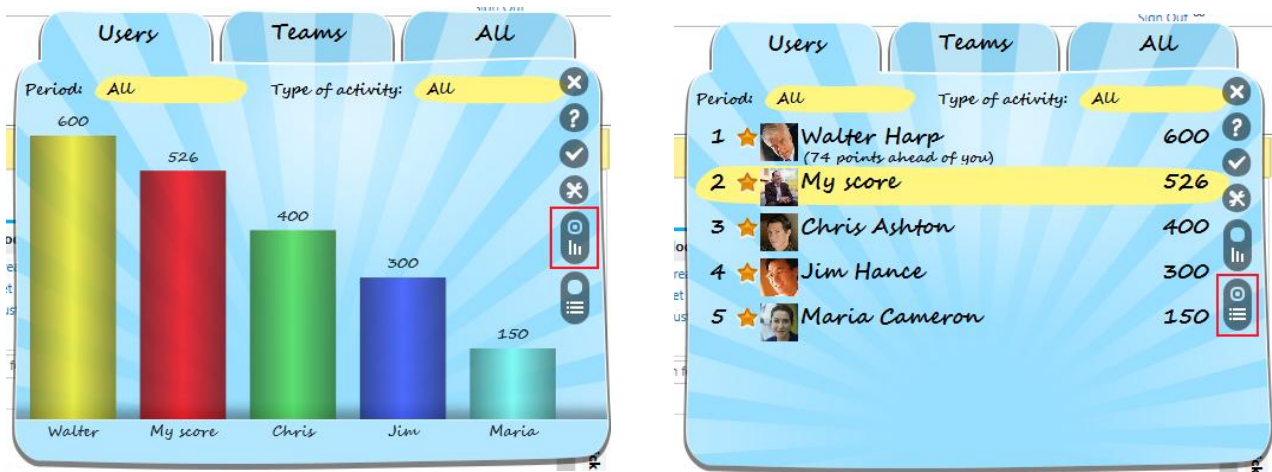 Sign Out
Users Teams All
Period: All Type of activity: All
600
526
400
300
150
Walter My score Chris Jim Maria
Sign Out
Users Teams All
Period: All Type of activity: All
1 Walter Harp 600
(74 points ahead of you)
2 My score 526
3 Chris Ashton 400
4 Jim Hance 300
5 Maria Cameron 150